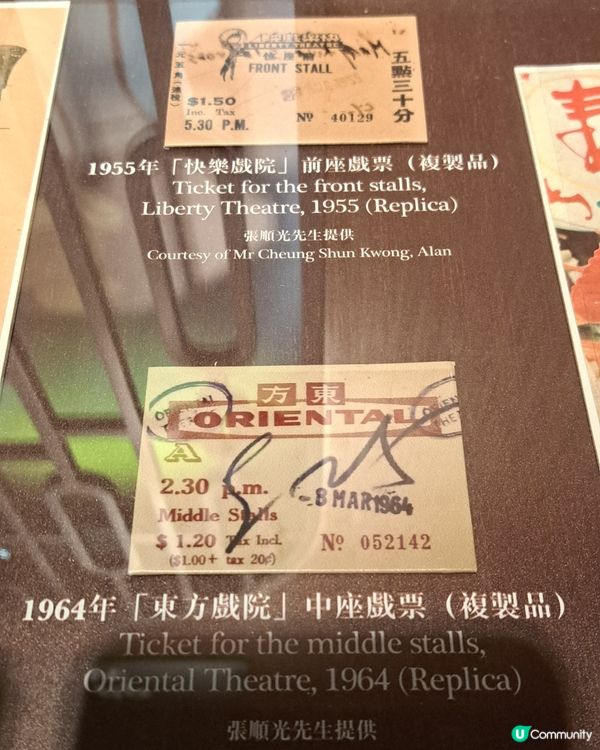 LIBERTY THEATRE
前座
FRONT STALL
五點三十分
$1.50
Inc. Tax
5.30 P.M.
Nº 40129
1955年「快樂戲院」前座戲票（複製品）
Ticket for the front stalls,
Liberty Theatre, 1955 (Replica)
張順光先生提供
Courtesy of Mr Cheung Shun Kwong, Alan
方東
ORIENTAL
A
2.30 p.m.
-8 MAR 1964
Middle Stalls
$1.20 Tax Incl.
($1.00+ tax 20¢)
Nº 052142
1964年「東方戲院」中座戲票（複製品）
Ticket for the middle stalls,
Oriental Theatre, 1964 (Replica)
張順光先生提供
U Community